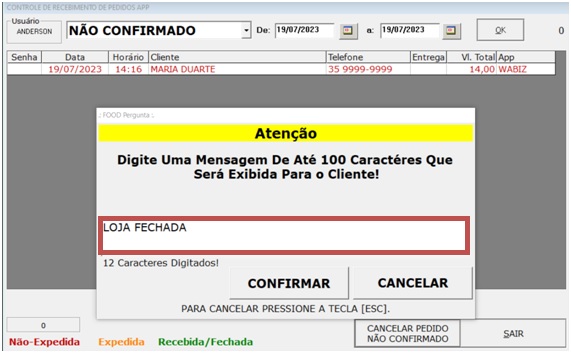 CONTROLE DE RECEBIMENTO DE PEDIDOS APP
Usuário
ANDERSON
NÃO CONFIRMADO
De: 19/07/2023 a: 19/07/2023
OK
0
Senha Data Horário Cliente Telefone Entrega Vl. Total App
19/07/2023 14:16 MARIA DUARTE 35 9999-9999 14,00 WABIZ
.: FOOD Pergunta :.
Atenção
Digite Uma Mensagem De Até 100 Caractéres Que
Será Exibida Para o Cliente!
LOJA FECHADA
12 Caracteres Digitados!
CONFIRMAR CANCELAR
PARA CANCELAR PRESSIONE A TECLA [ESC].
0
Não-Expedida Expedida Recebida/Fechada
CANCELAR PEDIDO
NÃO CONFIRMADO
SAIR